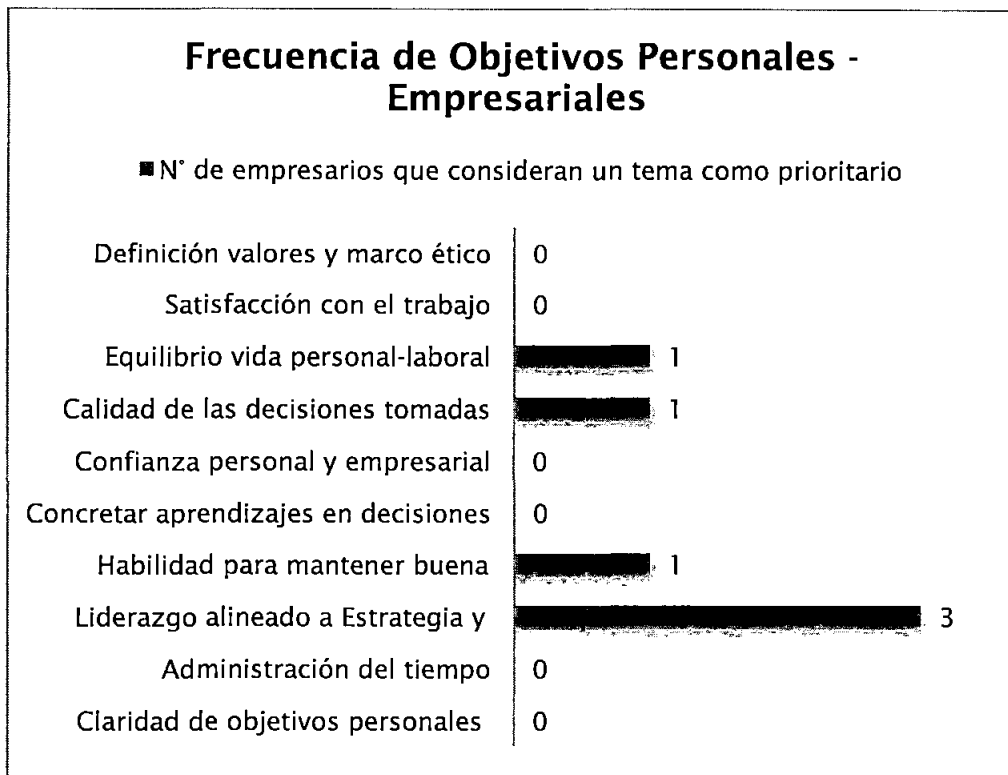 Frecuencia de Objetivos Personales -
Empresariales
N° de empresarios que consideran un tema como prioritario
Definición valores y marco ético 0
Satisfacción con el trabajo 0
Equilibrio vida personal-laboral 1
Calidad de las decisiones tomadas 1
Confianza personal y empresarial 0
Concretar aprendizajes en decisiones 0
Habilidad para mantener buena 1
Liderazgo alineado a Estrategia y 3
Administración del tiempo 0
Claridad de objetivos personales 0